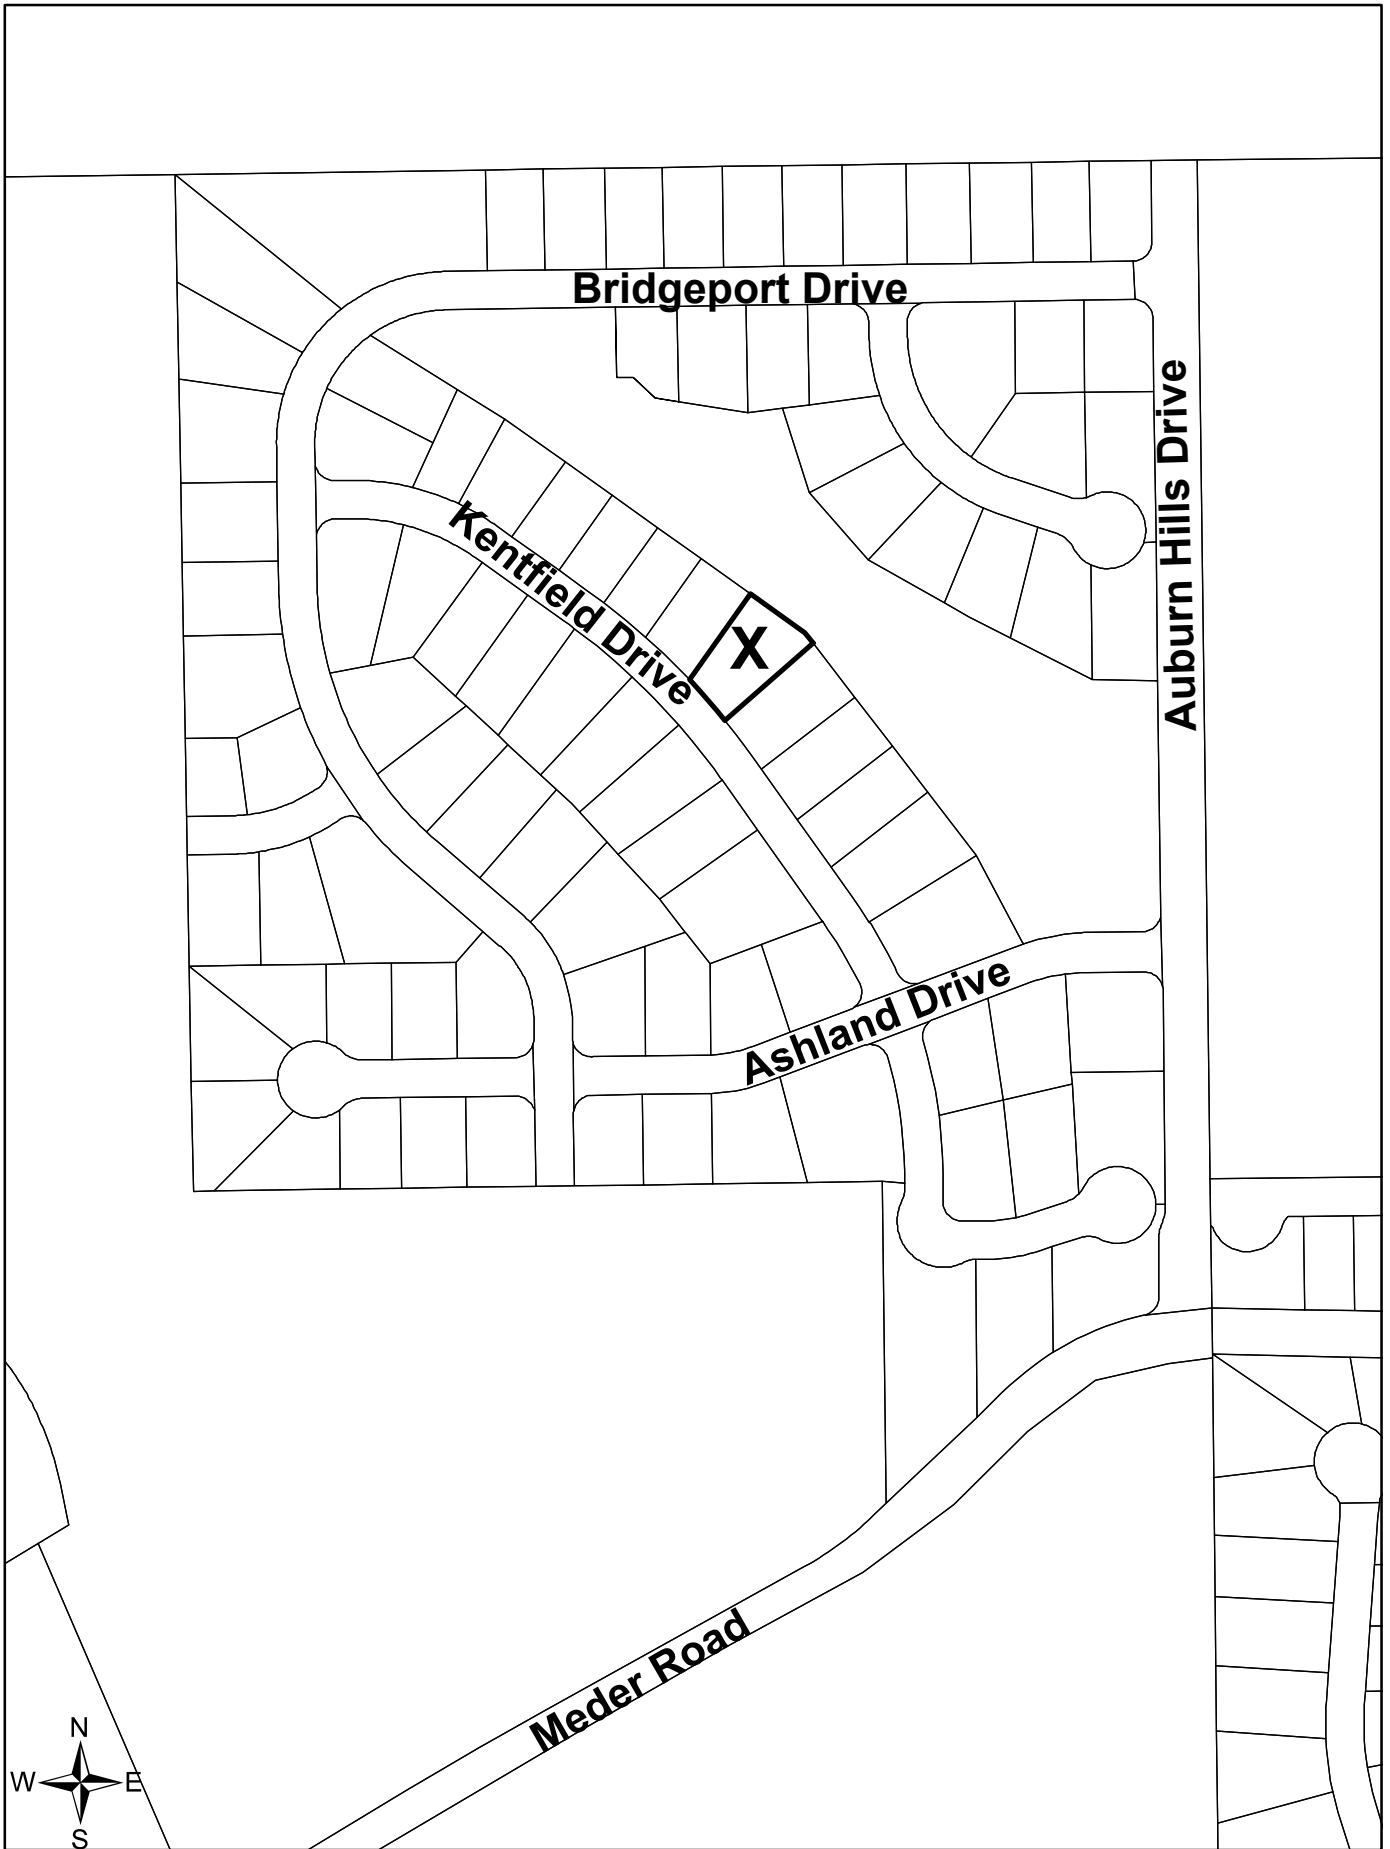 Bridgeport Drive
Auburn Hills Drive
Kentfield Drive
X
Ashland Drive
Meder Road
N
W E
S